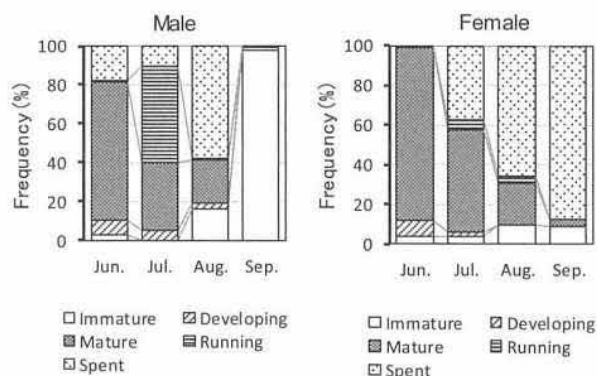 Male
Frequency (%)
100
80
60
40
20
0
Jun. Jul. Aug. Sep.
Immature Developing
Mature Running
Spent
Female
Frequency (%)
100
80
60
40
20
0
Jun. Jul. Aug. Sep.
Immature Developing
Mature Running
Spent